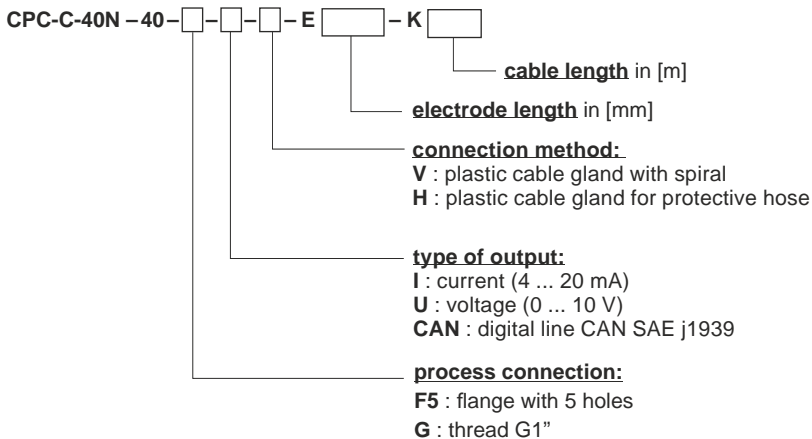 CPC-C-40N – 40 – – – – E – K
cable length in [m]
electrode length in [mm]
connection method:
V : plastic cable gland with spiral
H : plastic cable gland for protective hose
type of output:
I : current (4 ... 20 mA)
U : voltage (0 ... 10 V)
CAN : digital line CAN SAE j1939
process connection:
F5 : flange with 5 holes
G : thread G1”